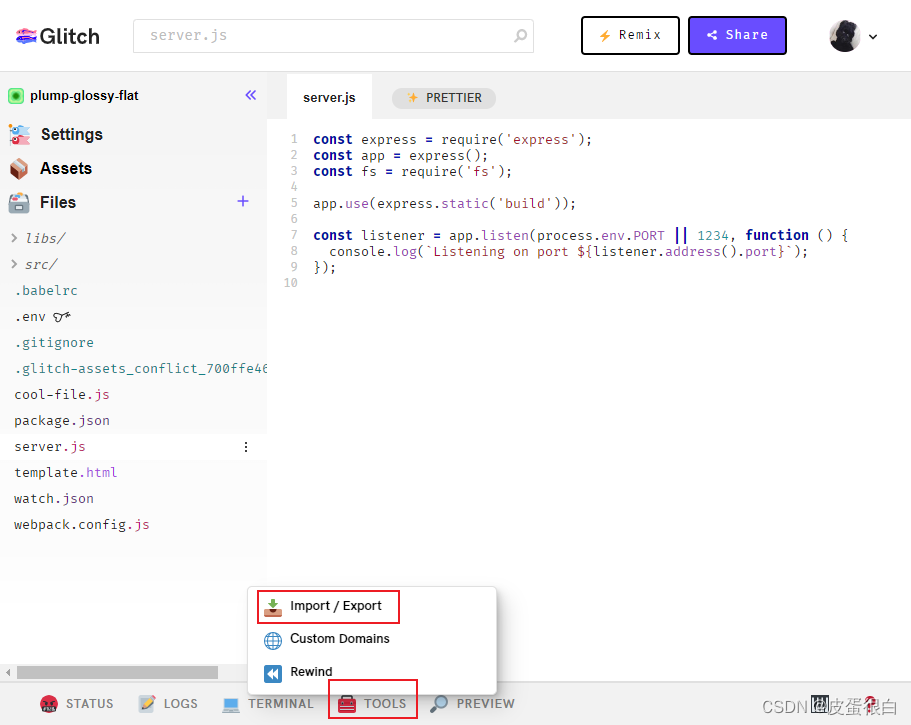 Glitch
server.js
Remix
Share
plump-glossy-flat
server.js
PRETTIER
Settings
Assets
Files
libs/
src/
.babelrc
.env
.gitignore
.glitch-assets_conflict_700ffe46
cool-file.js
package.json
server.js
template.html
watch.json
webpack.config.js
1 const express = require('express');
2 const app = express();
3 const fs = require('fs');
4
5 app.use(express.static('build'));
6
7 const listener = app.listen(process.env.PORT || 1234, function () {
8 console.log(`Listening on port ${listener.address().port}`);
9 });
10
Import / Export
Custom Domains
Rewind
STATUS
LOGS
TERMINAL
TOOLS
PREVIEW
CSDN @皮蛋很白